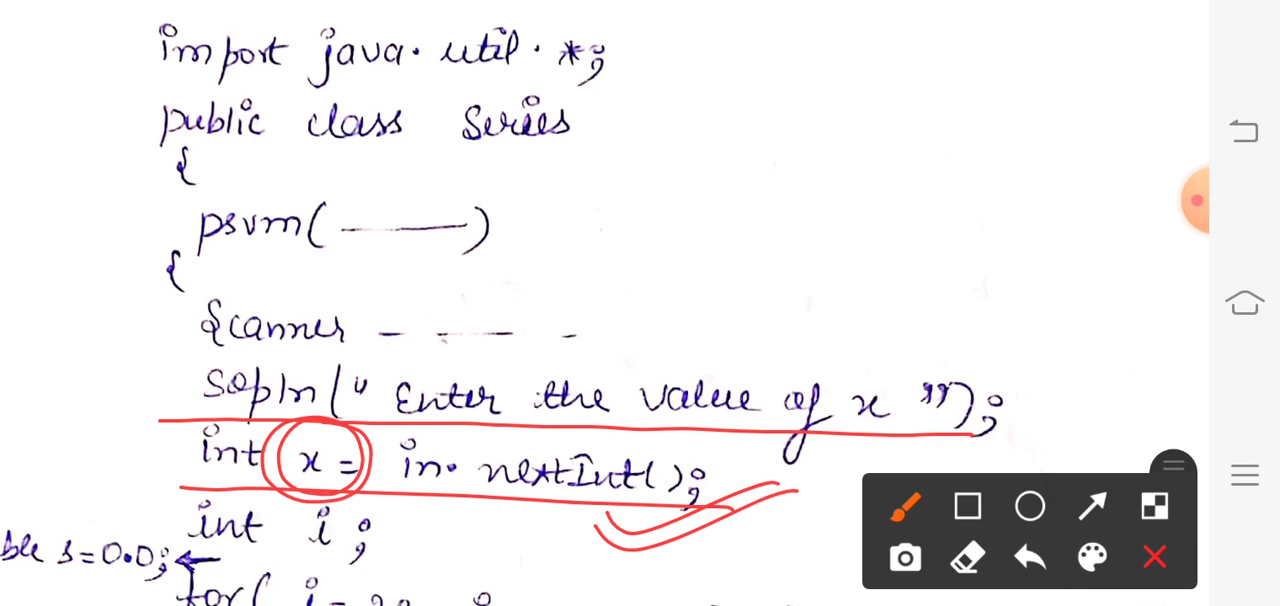 import java.util.*;
public class Series
{
psvm( —— )
{
Scanner - - - -
Sopln(" Enter the value of x ");
int x = in.nextInt();
int i;
ble s=0.0;
for( i =